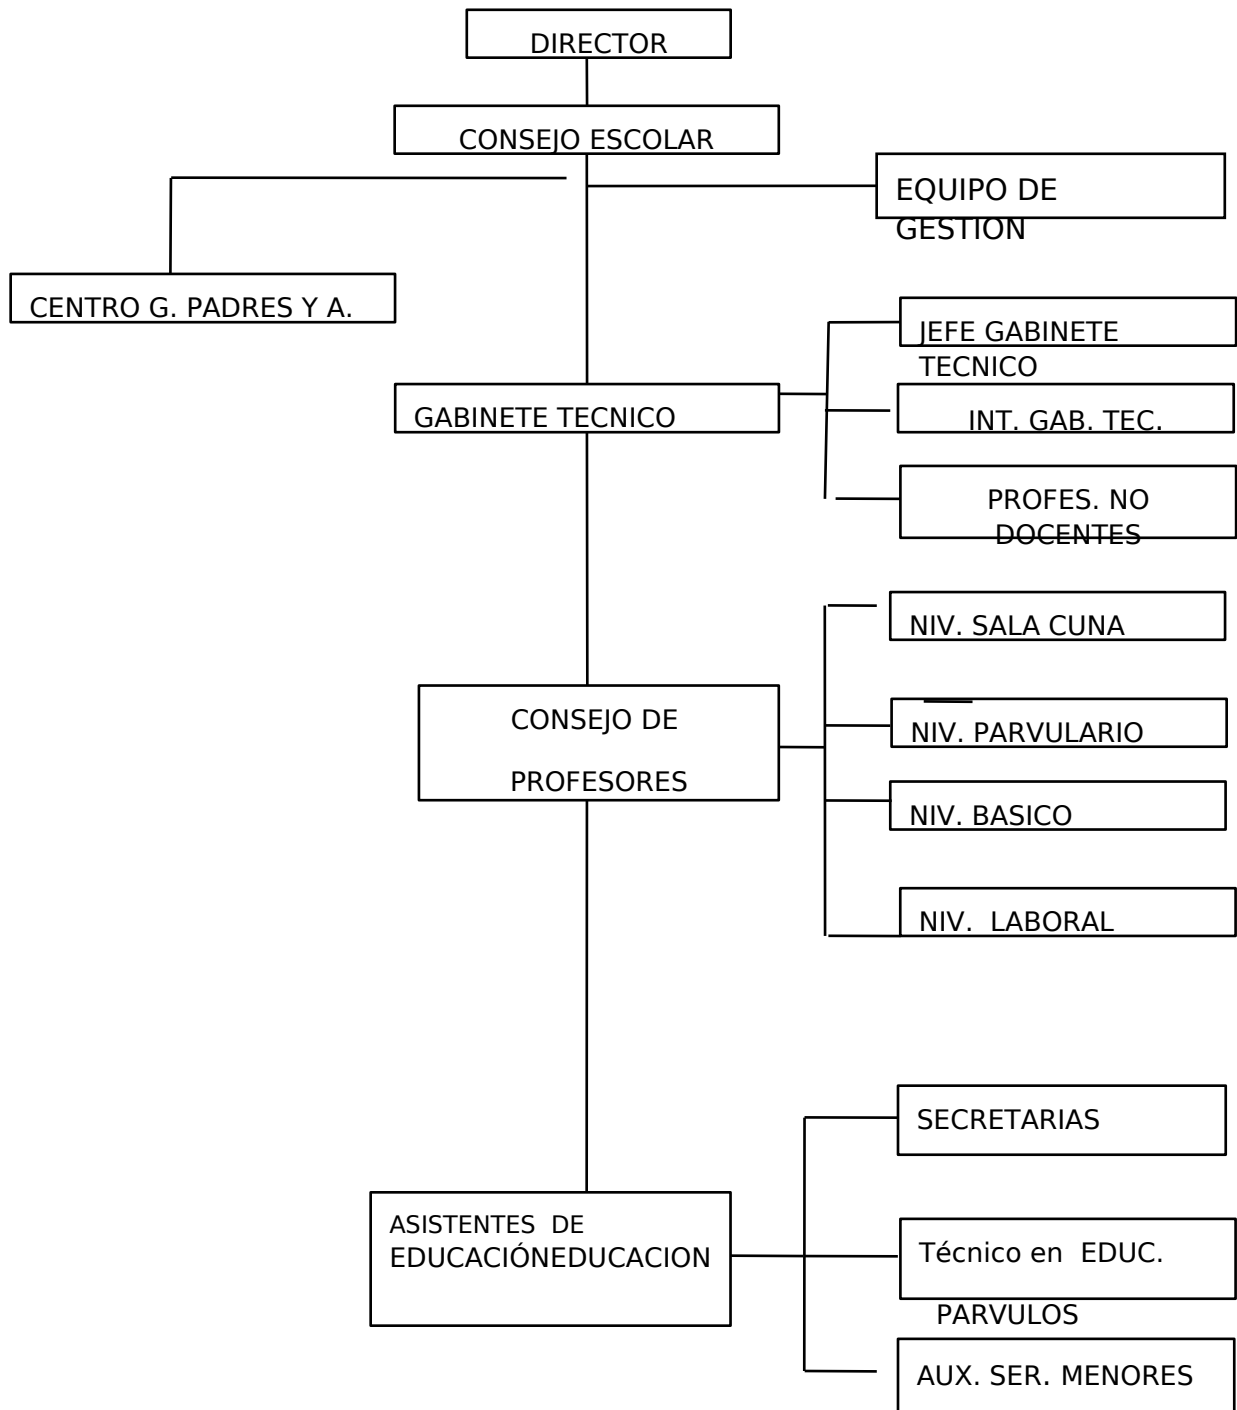 DIRECTOR
CONSEJO ESCOLAR
EQUIPO DE
GESTION
CENTRO G. PADRES Y A.
JEFE GABINETE
TECNICO
GABINETE TECNICO
INT. GAB. TEC.
PROFES. NO
DOCENTES
NIV. SALA CUNA
CONSEJO DE
PROFESORES
NIV. PARVULARIO
NIV. BASICO
NIV.  LABORAL
SECRETARIAS
ASISTENTES  DE
EDUCACIÓNEDUCACION
Técnico en  EDUC.
PARVULOS
AUX. SER. MENORES